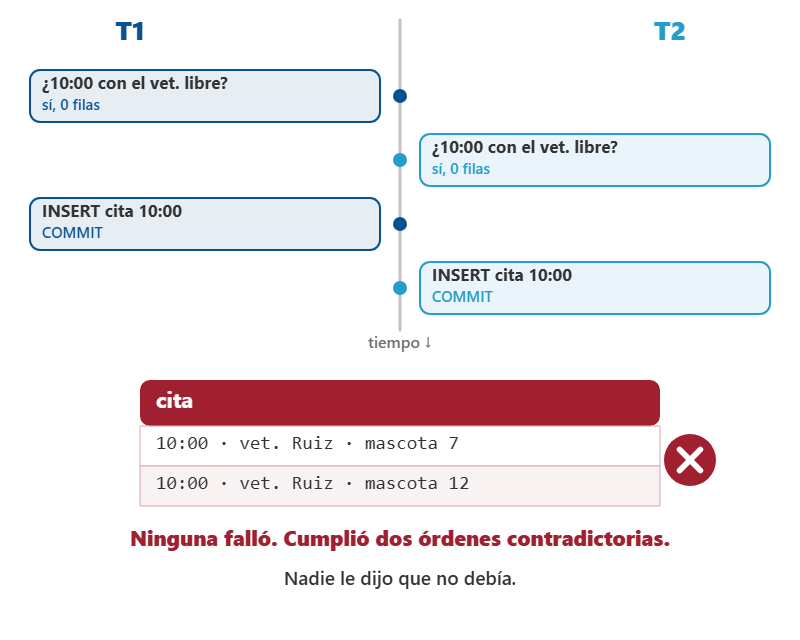 T1
T2
¿10:00 con el vet. libre?
sí, 0 filas
¿10:00 con el vet. libre?
sí, 0 filas
INSERT cita 10:00
COMMIT
INSERT cita 10:00
COMMIT
tiempo ↓
cita
10:00 · vet. Ruiz · mascota 7
10:00 · vet. Ruiz · mascota 12
Ninguna falló. Cumplió dos órdenes contradictorias.
Nadie le dijo que no debía.